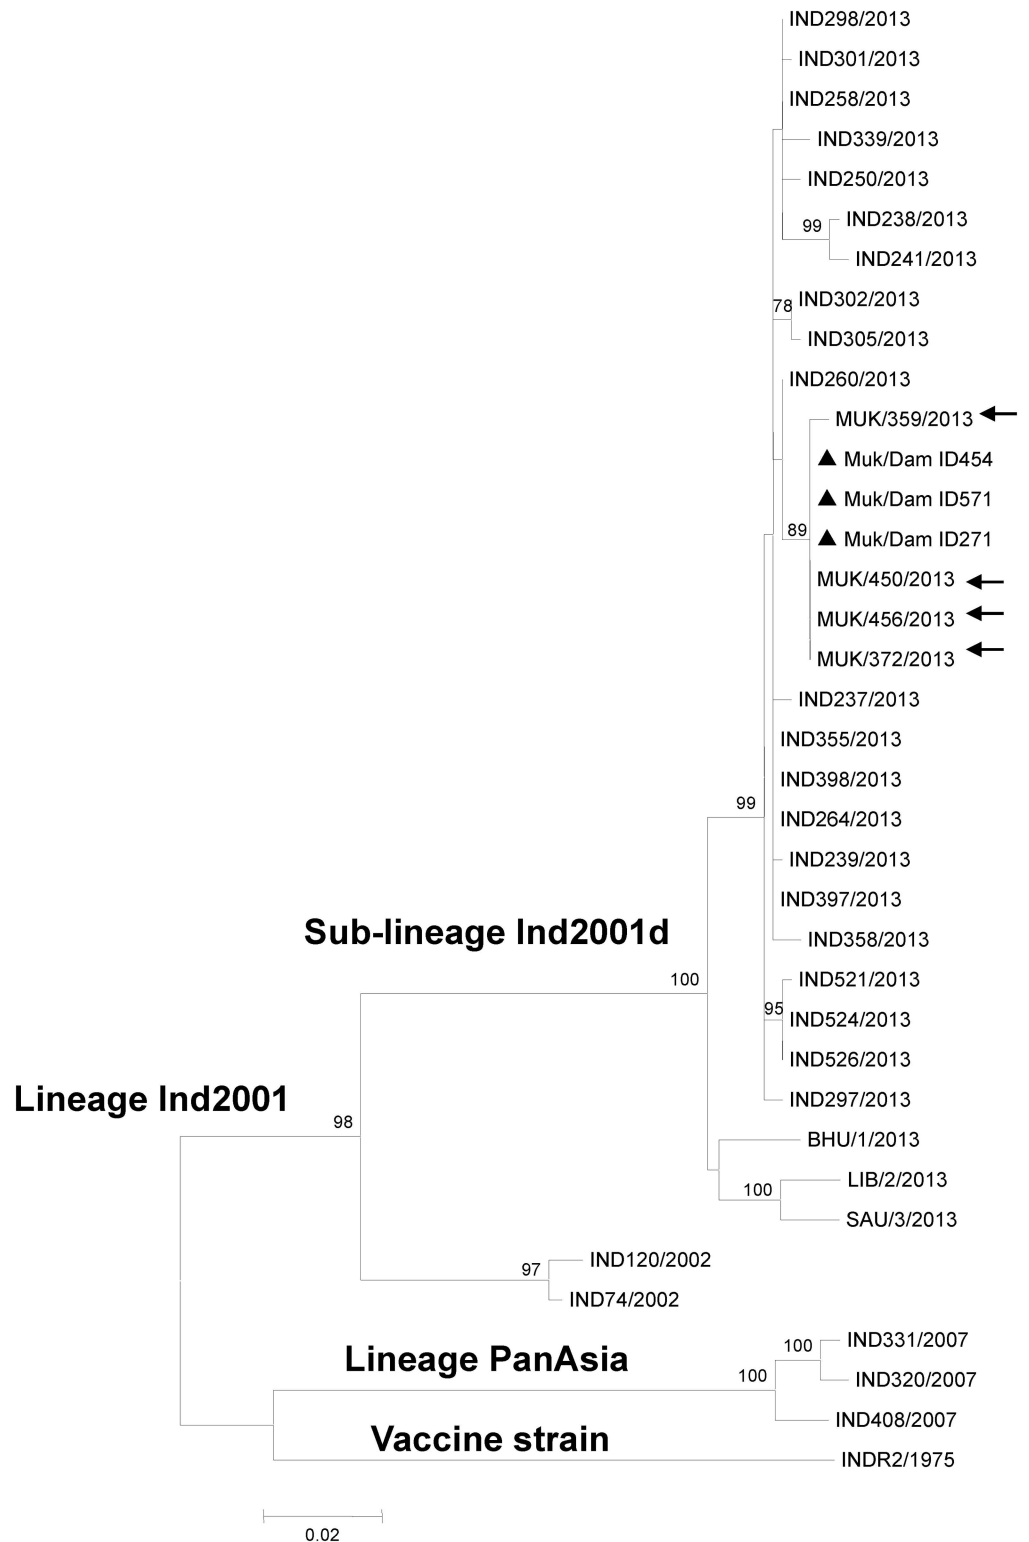 IND298/2013
IND301/2013
IND258/2013
IND339/2013
IND250/2013
99 IND238/2013
IND241/2013
78 IND302/2013
IND305/2013
IND260/2013
MUK/359/2013
Muk/Dam ID454
Muk/Dam ID571
89 Muk/Dam ID271
MUK/450/2013
MUK/456/2013
MUK/372/2013
IND237/2013
IND355/2013
IND398/2013
99 IND264/2013
IND239/2013
IND397/2013
Sub-lineage Ind2001d IND358/2013
100 IND521/2013
95 IND524/2013
IND526/2013
Lineage Ind2001 IND297/2013
98 BHU/1/2013
100 LIB/2/2013
SAU/3/2013
97 IND120/2002
IND74/2002
100 IND331/2007
Lineage PanAsia 100 IND320/2007
Vaccine strain IND408/2007
INDR2/1975
0.02